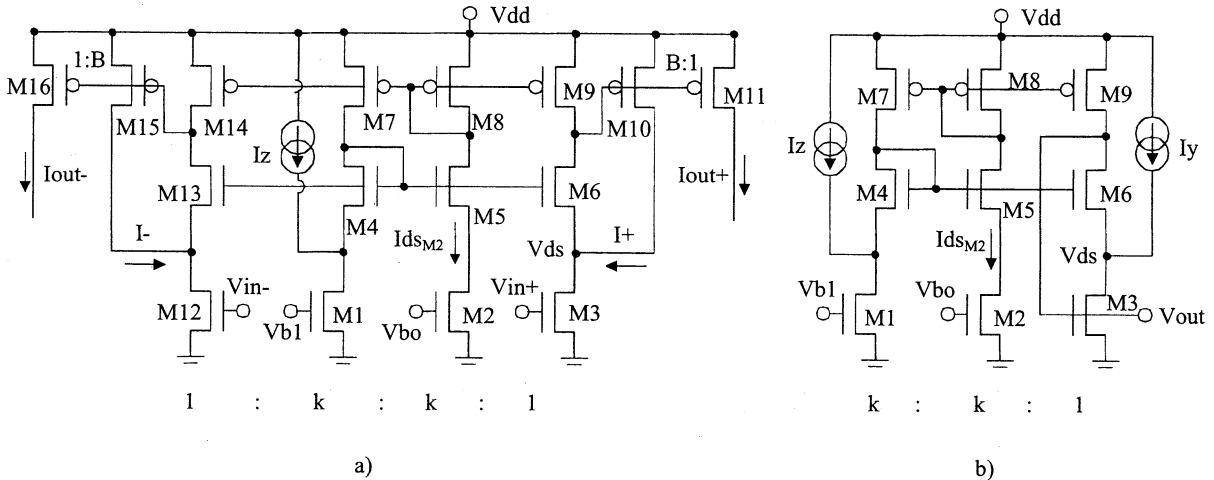 Vdd
1:B
M16
M15
M14
Iz
M7
M8
M9
B:1
M10
M11
Iout-
M13
M4
M5
M6
Iout+
I-
IdsM2
Vds
I+
M12
Vin-
Vb1
M1
Vbo
M2
Vin+
M3
1 : k : k : 1
a)
Vdd
M7
M8
M9
Iz
Iy
M4
M5
M6
IdsM2
Vds
Vb1
M1
Vbo
M2
M3
Vout
k : k : 1
b)